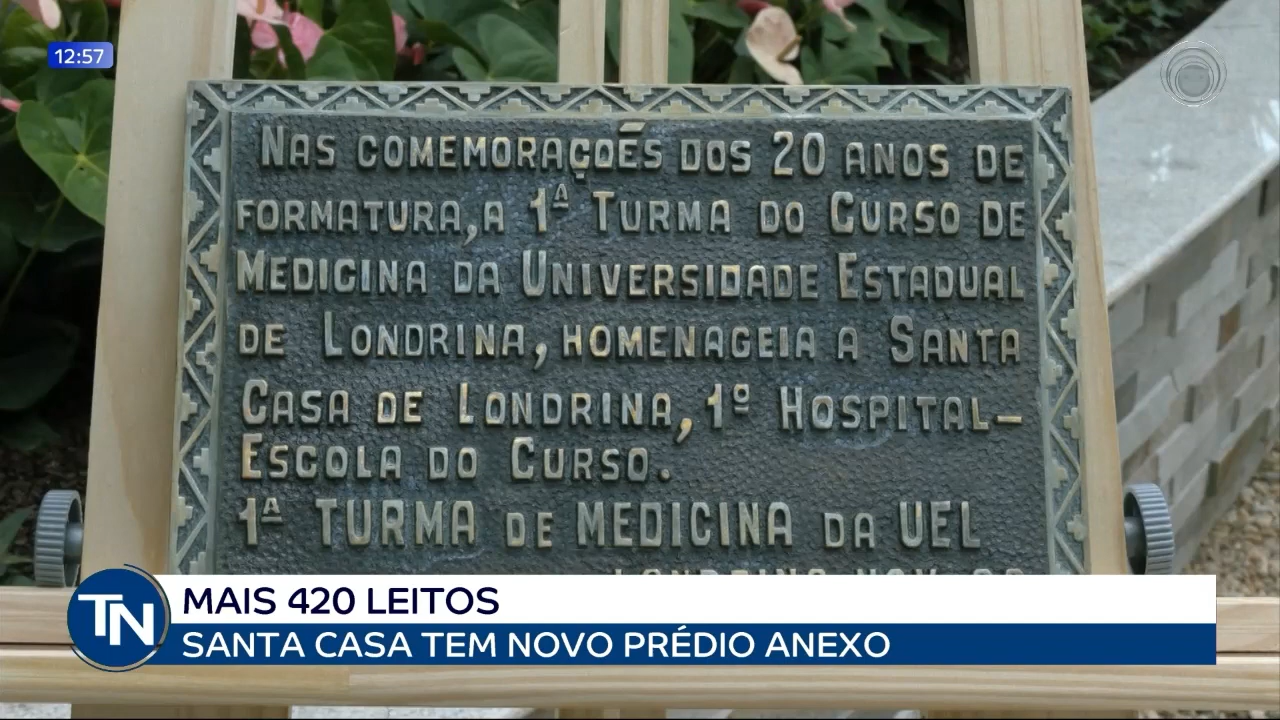 12:57
NAS COMEMORAÇÕES DOS 20 ANOS DE
FORMATURA, A 1ª TURMA DO CURSO DE
MEDICINA DA UNIVERSIDADE ESTADUAL
DE LONDRINA, HOMENAGEIA A SANTA
CASA DE LONDRINA, 1º HOSPITAL-
ESCOLA DO CURSO.
1ª TURMA DE MEDICINA DA UEL
TN
MAIS 420 LEITOS
SANTA CASA TEM NOVO PRÉDIO ANEXO